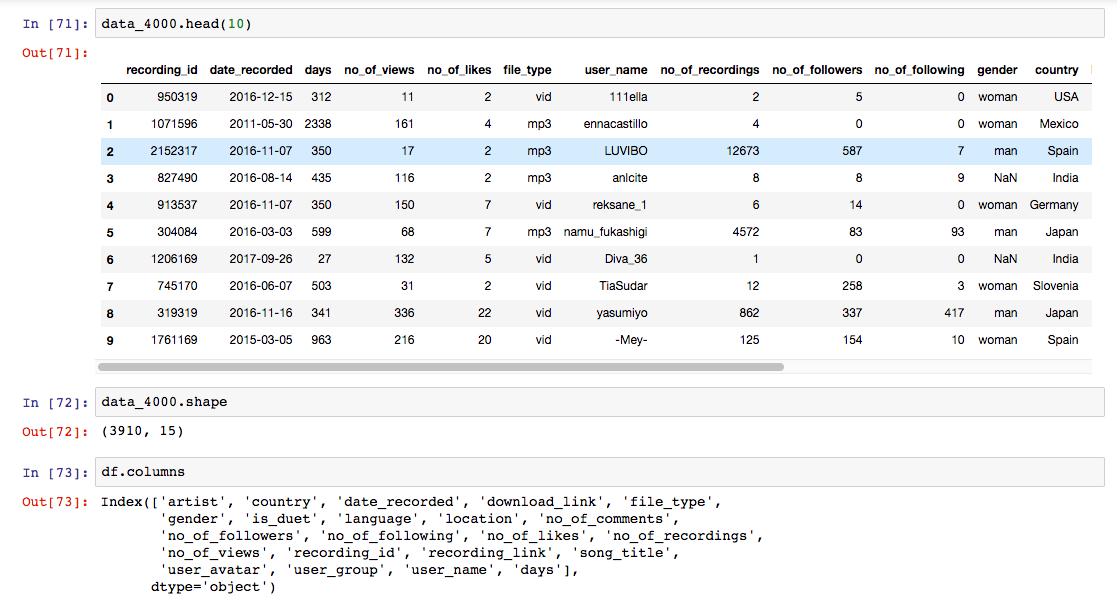 In [71]: data_4000.head(10)
Out[71]:
recording_id date_recorded days no_of_views no_of_likes file_type user_name no_of_recordings no_of_followers no_of_following gender country
0 950319 2016-12-15 312 11 2 vid 111ella 2 5 0 woman USA
1 1071596 2011-05-30 2338 161 4 mp3 ennacastillo 4 0 0 woman Mexico
2 2152317 2016-11-07 350 17 2 mp3 LUVIBO 12673 587 7 man Spain
3 827490 2016-08-14 435 116 2 mp3 anlcite 8 8 9 NaN India
4 913537 2016-11-07 350 150 7 vid reksane_1 6 14 0 woman Germany
5 304084 2016-03-03 599 68 7 mp3 namu_fukashigi 4572 83 93 man Japan
6 1206169 2017-09-26 27 132 5 vid Diva_36 1 0 0 NaN India
7 745170 2016-06-07 503 31 2 vid TiaSudar 12 258 3 woman Slovenia
8 319319 2016-11-16 341 336 22 vid yasumiyo 862 337 417 man Japan
9 1761169 2015-03-05 963 216 20 vid -Mey- 125 154 10 woman Spain
In [72]: data_4000.shape
Out[72]: (3910, 15)
In [73]: df.columns
Out[73]: Index(['artist', 'country', 'date_recorded', 'download_link', 'file_type',
'gender', 'is_duet', 'language', 'location', 'no_of_comments',
'no_of_followers', 'no_of_following', 'no_of_likes', 'no_of_recordings',
'no_of_views', 'recording_id', 'recording_link', 'song_title',
'user_avatar', 'user_group', 'user_name', 'days'],
dtype='object')